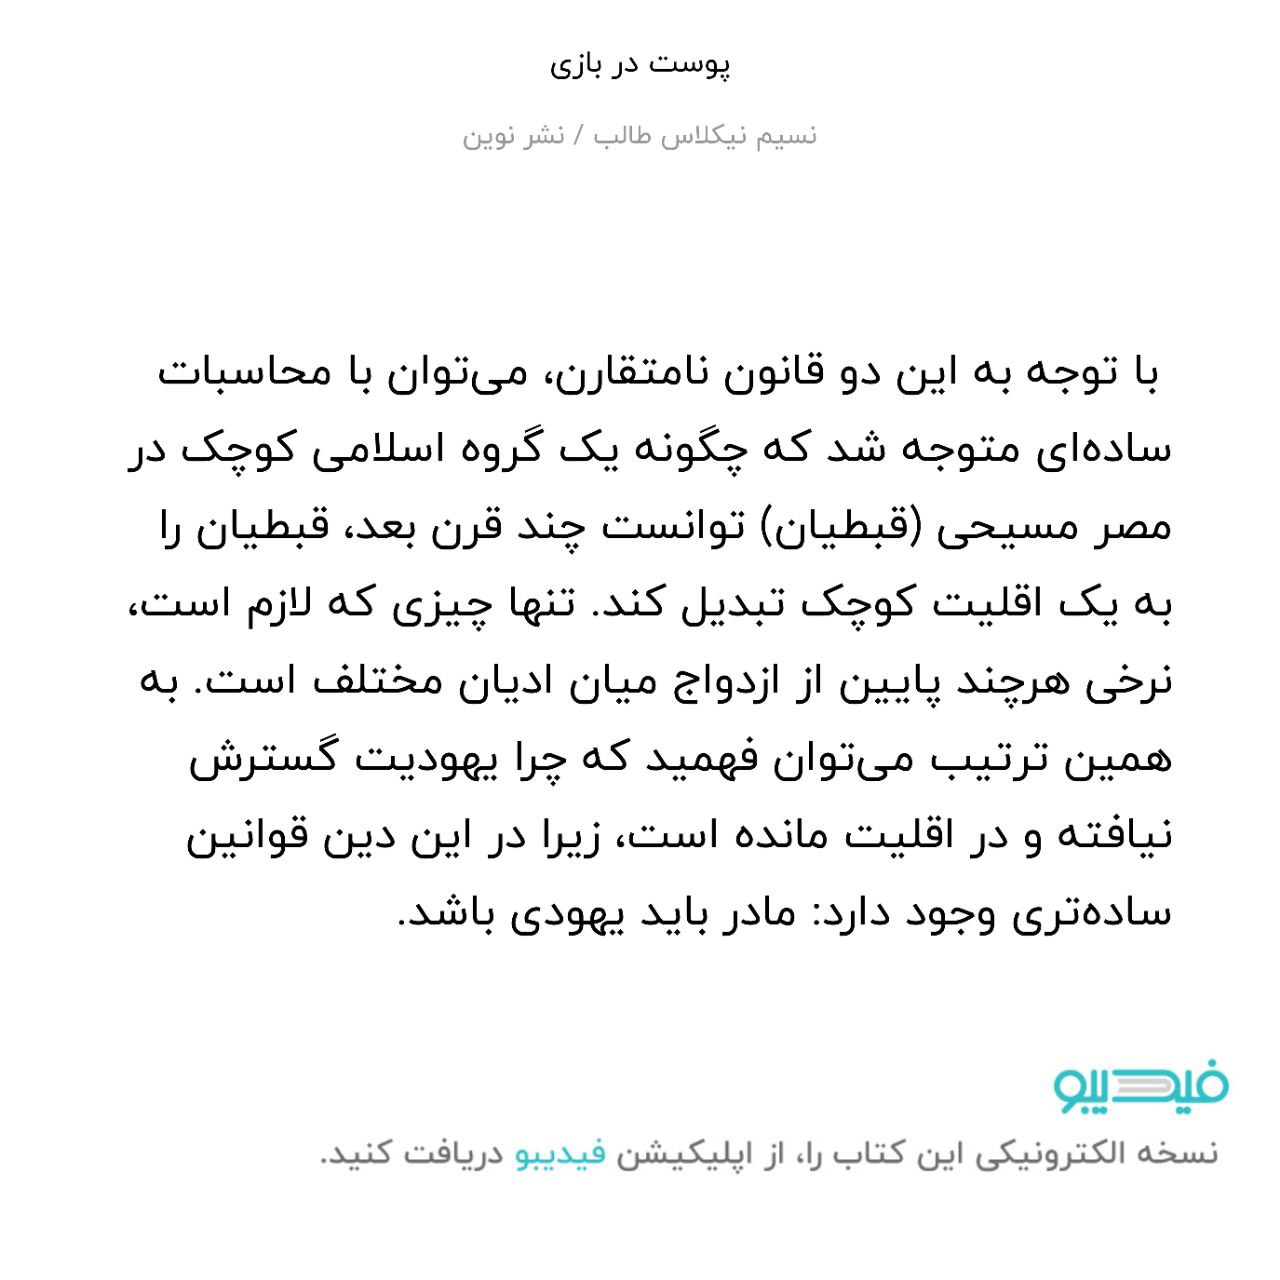 پوست در بازی
نسیم نیکلاس طالب / نشر نوین
با توجه به این دو قانون نامتقارن، می‌توان با محاسبات
ساده‌ای متوجه شد که چگونه یک گروه اسلامی کوچک در
مصر مسیحی (قبطیان) توانست چند قرن بعد، قبطیان را
به یک اقلیت کوچک تبدیل کند. تنها چیزی که لازم است،
نرخی هرچند پایین از ازدواج میان ادیان مختلف است. به
همین ترتیب می‌توان فهمید که چرا یهودیت گسترش
نیافته و در اقلیت مانده است، زیرا در این دین قوانین
ساده‌تری وجود دارد: مادر باید یهودی باشد.
فیدیبو
نسخه الکترونیکی این کتاب را، از اپلیکیشن فیدیبو دریافت کنید.